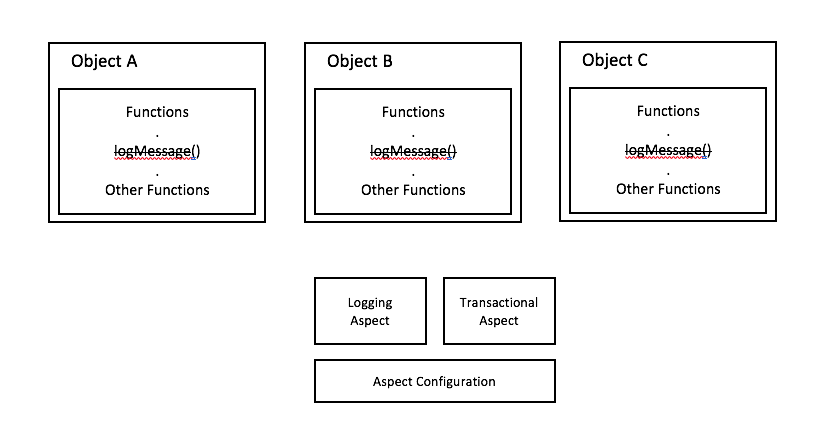 Object A
Functions
.
logMessage()
.
Other Functions
Object B
Functions
.
logMessage()
.
Other Functions
Object C
Functions
.
logMessage()
.
Other Functions
Logging
Aspect
Transactional
Aspect
Aspect Configuration